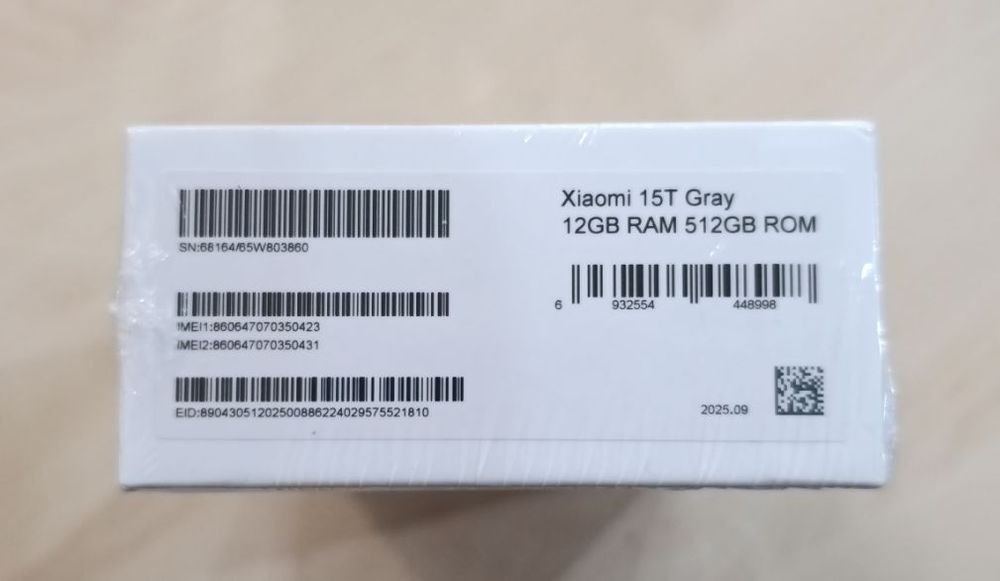 Xiaomi 15T Gray
12GB RAM 512GB ROM
SN:68164/65W803860
6 932554 448998
IMEI1:860647070350423
IMEI2:860647070350431
EID:89043051202500886224029575521810
2025.09